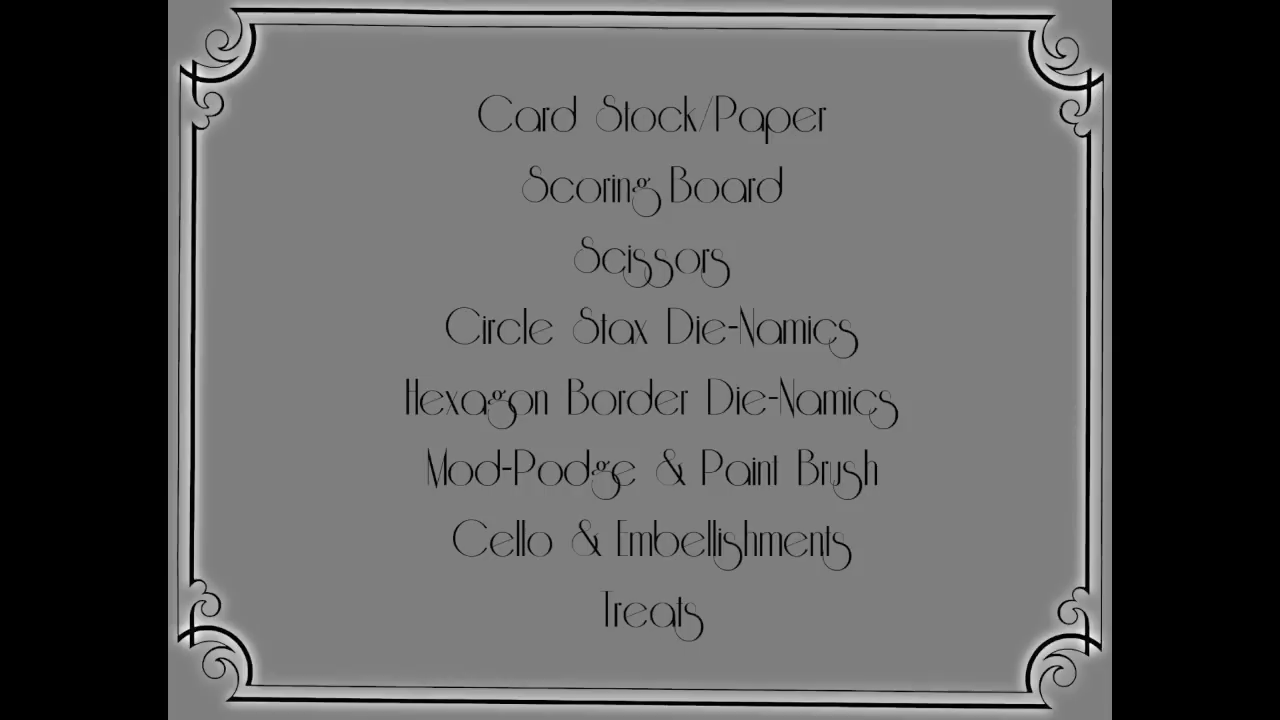 Card Stock/Paper
Scoring Board
Scissors
Circle Stax Die-Namics
Hexagon Border Die-Namics
Mod-Podge & Paint Brush
Cello & Embellishments
Treats